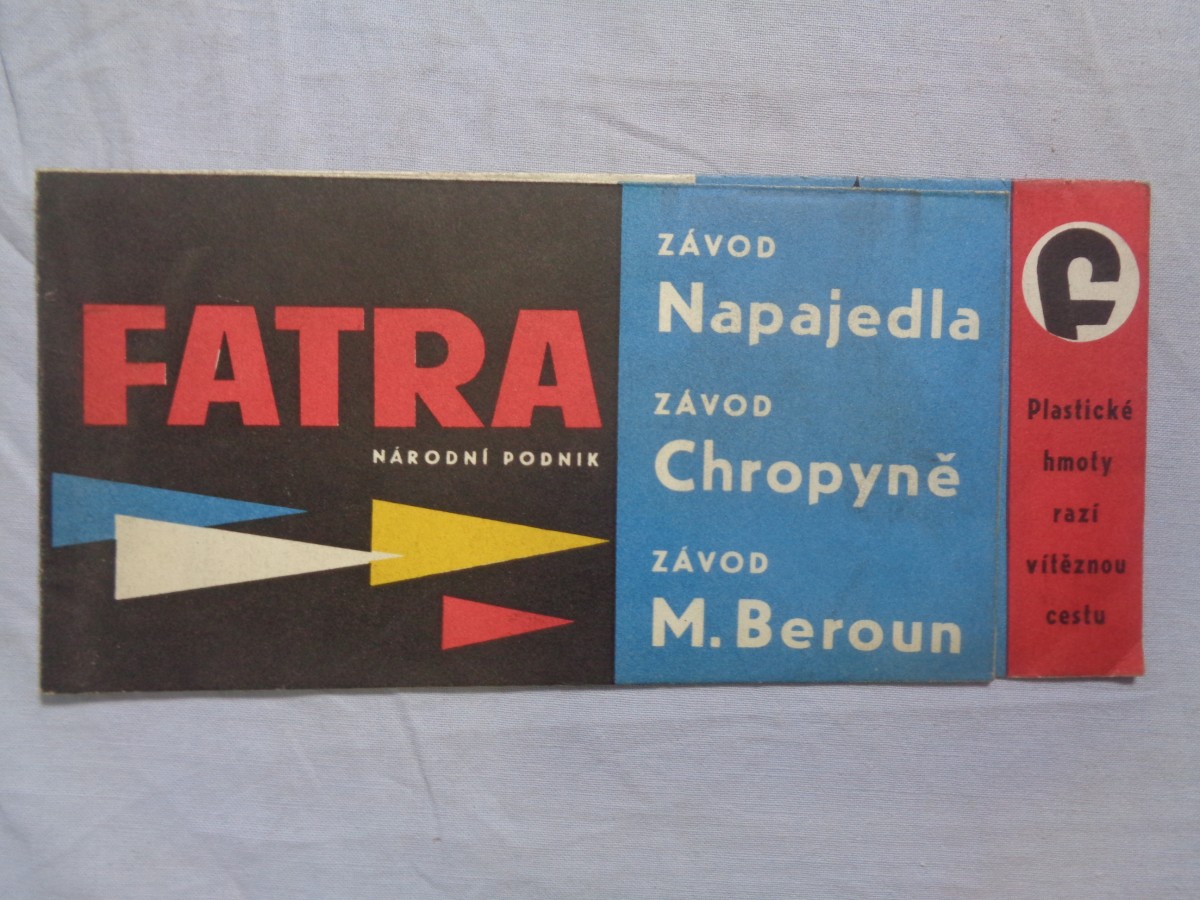 FATRA
NÁRODNÍ PODNIK
ZÁVOD
Napajedla
ZÁVOD
Chropyně
ZÁVOD
M. Beroun
f
Plastické
hmoty
razí
vítěznou
cestu